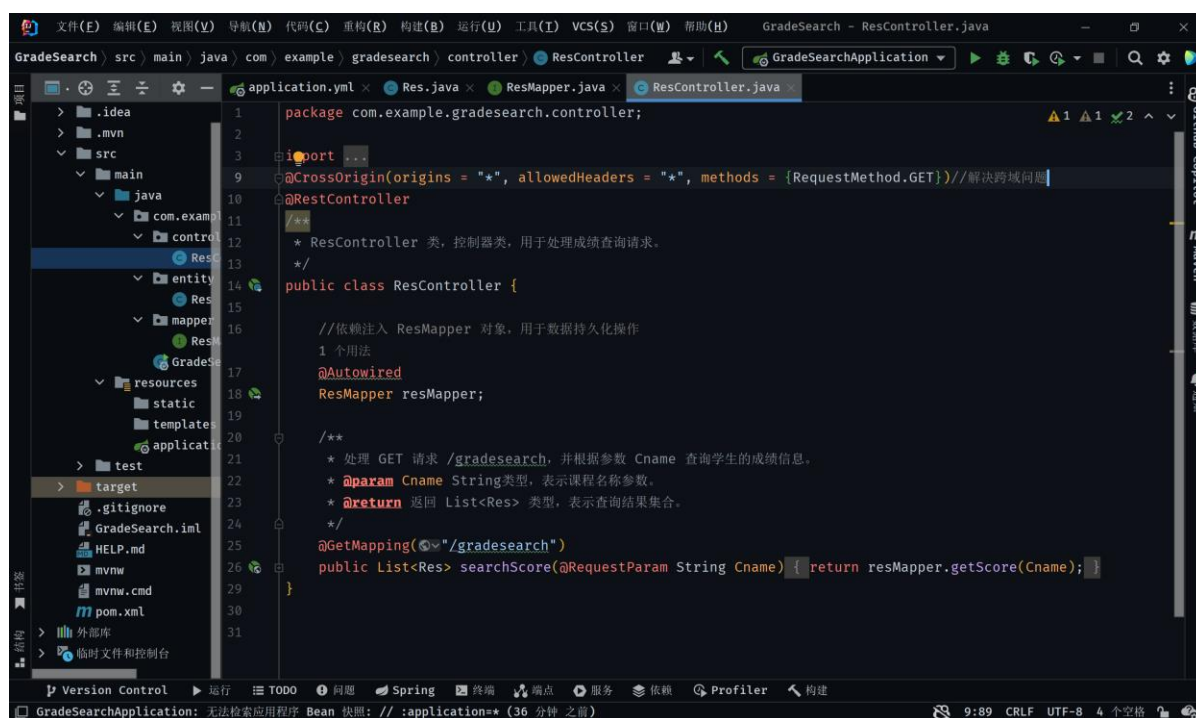 文件(F) 编辑(E) 视图(V) 导航(N) 代码(C) 重构(R) 构建(B) 运行(U) 工具(T) VCS(S) 窗口(W) 帮助(H) GradeSearch - ResController.java
GradeSearch src main java com example gradesearch controller ResController GradeSearchApplication
application.yml Res.java ResMapper.java ResController.java
项目
.idea
.mvn
src
main
java
com.exampl
control
ResC
entity
Res
mapper
ResM
GradeSe
resources
static
templates
applicatio
test
target
.gitignore
GradeSearch.iml
HELP.md
mvnw
mvnw.cmd
pom.xml
外部库
临时文件和控制台
书签
结构
1 package com.example.gradesearch.controller;
2
3 import ...
9 @CrossOrigin(origins = "*", allowedHeaders = "*", methods = {RequestMethod.GET})//解决跨域问题
10 @RestController
11 /**
12 * ResController 类，控制器类，用于处理成绩查询请求。
13 */
14 public class ResController {
15
16 //依赖注入 ResMapper 对象，用于数据持久化操作
1 个用法
17 @Autowired
18 ResMapper resMapper;
19
20 /**
21 * 处理 GET 请求 /gradesearch，并根据参数 Cname 查询学生的成绩信息。
22 * @param Cname String类型，表示课程名称参数。
23 * @return 返回 List<Res> 类型，表示查询结果集合。
24 */
25 @GetMapping("/gradesearch")
26 public List<Res> searchScore(@RequestParam String Cname) { return resMapper.getScore(Cname); }
29 }
30
31
1 1 2
Version Control 运行 TODO 问题 Spring 终端 端点 服务 依赖 Profiler 构建
GradeSearchApplication: 无法检索应用程序 Bean 快照: // :application=* (36 分钟 之前) 9:89 CRLF UTF-8 4 个空格